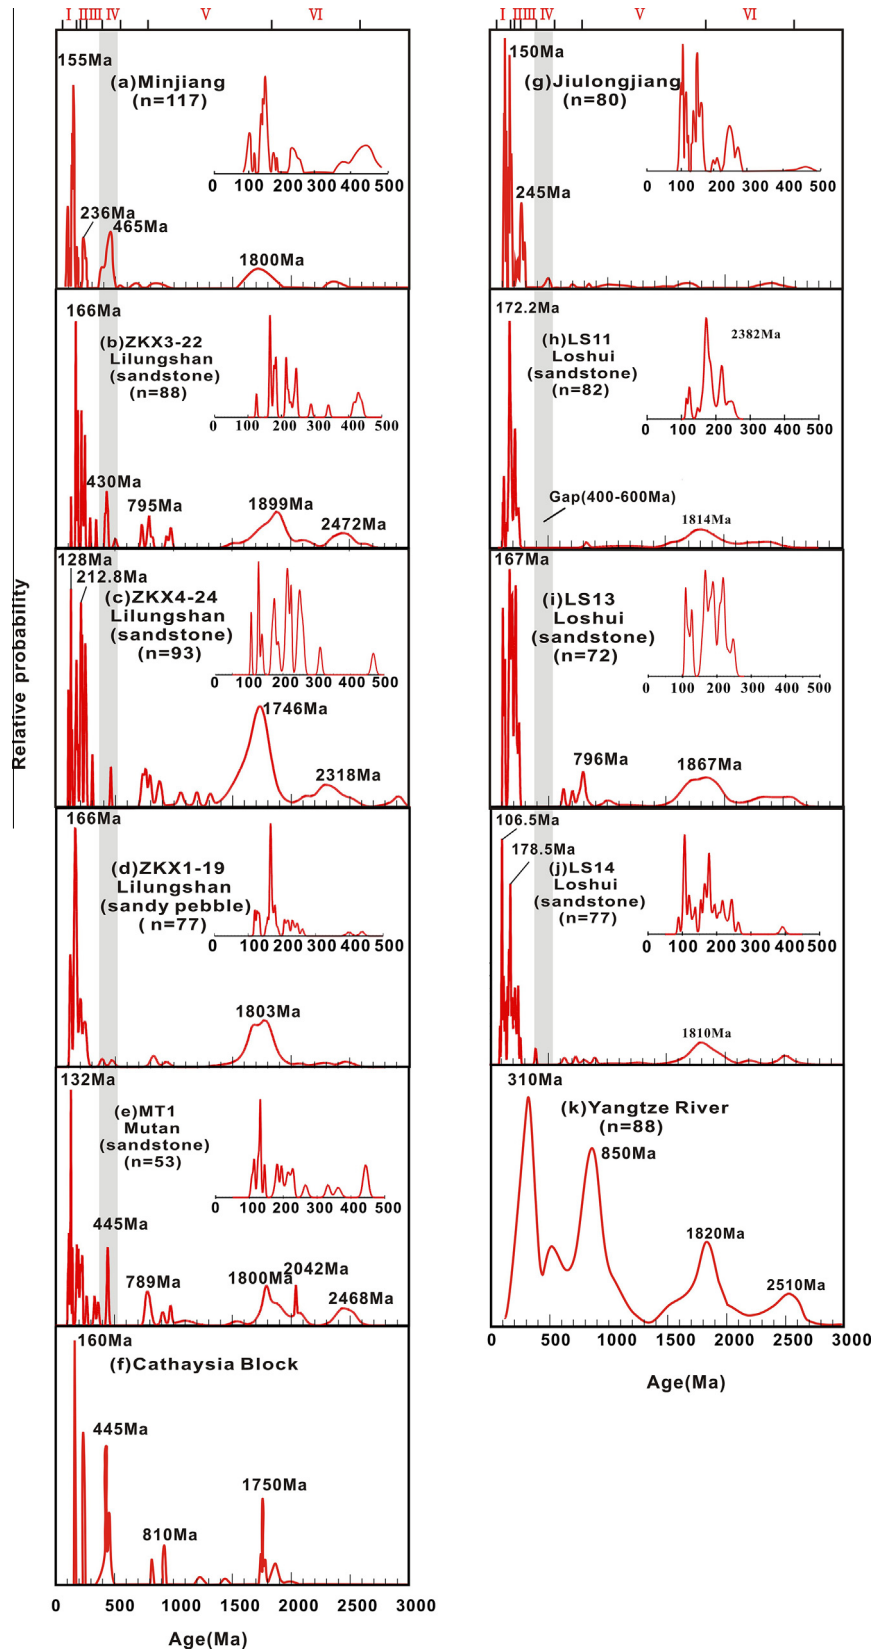 I II III IV V VI
155Ma
(a)Minjiang
(n=117)
236Ma
465Ma
1800Ma
0 100 200 300 400 500
166Ma
(b)ZKX3-22
Lilungshan
(sandstone)
(n=88)
0 100 200 300 400 500
430Ma
795Ma
1899Ma
2472Ma
128Ma
212.8Ma
(c)ZKX4-24
Lilungshan
(sandstone)
(n=93)
0 100 200 300 400 500
1746Ma
2318Ma
166Ma
(d)ZKX1-19
Lilungshan
(sandy pebble)
( n=77)
0 100 200 300 400 500
1803Ma
132Ma
(e)MT1
Mutan
(sandstone)
(n=53)
0 100 200 300 400 500
445Ma
789Ma
1800Ma
2042Ma
2468Ma
160Ma
(f)Cathaysia Block
445Ma
1750Ma
810Ma
0 500 1000 1500 2000 2500 3000
Age(Ma)
Relative probability
I II III IV V VI
150Ma
(g)Jiulongjiang
(n=80)
0 100 200 300 400 500
245Ma
172.2Ma
(h)LS11
Loshui
(sandstone)
(n=82)
2382Ma
0 100 200 300 400 500
Gap(400-600Ma)
1814Ma
167Ma
(i)LS13
Loshui
(sandstone)
(n=72)
0 100 200 300 400 500
796Ma
1867Ma
106.5Ma
178.5Ma
(j)LS14
Loshui
(sandstone)
(n=77)
0 100 200 300 400 500
1810Ma
310Ma
(k)Yangtze River
(n=88)
850Ma
1820Ma
2510Ma
0 500 1000 1500 2000 2500 3000
Age(Ma)